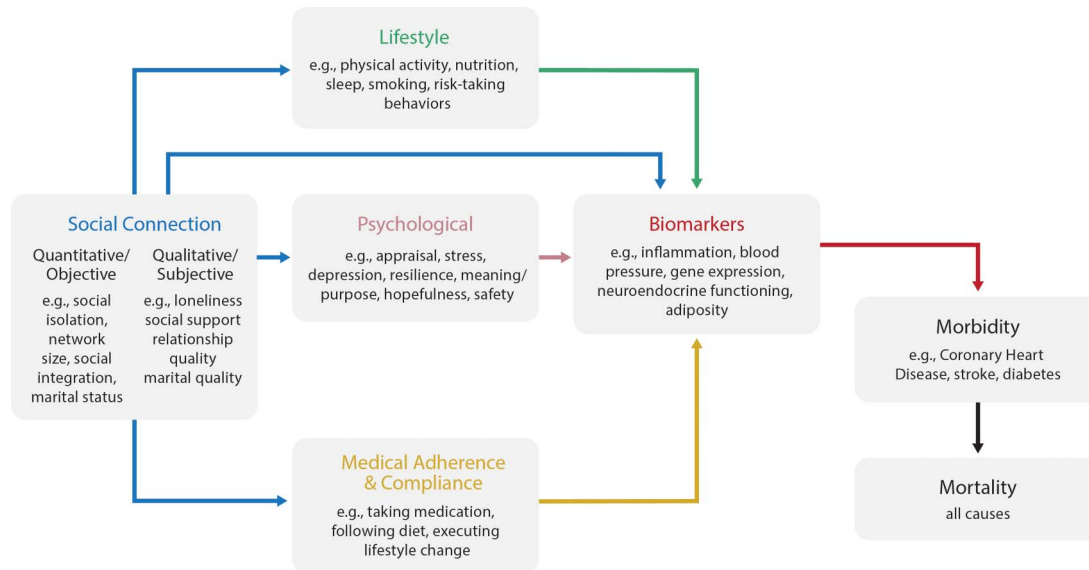 Lifestyle
e.g., physical activity, nutrition,
sleep, smoking, risk-taking
behaviors
Social Connection
Quantitative/
Objective
e.g., social
isolation,
network
size, social
integration,
marital status
Qualitative/
Subjective
e.g., loneliness
social support
relationship
quality
marital quality
Psychological
e.g., appraisal, stress,
depression, resilience, meaning/
purpose, hopefulness, safety
Medical Adherence
& Compliance
e.g., taking medication,
following diet, executing
lifestyle change
Biomarkers
e.g., inflammation, blood
pressure, gene expression,
neuroendocrine functioning,
adiposity
Morbidity
e.g., Coronary Heart
Disease, stroke, diabetes
Mortality
all causes